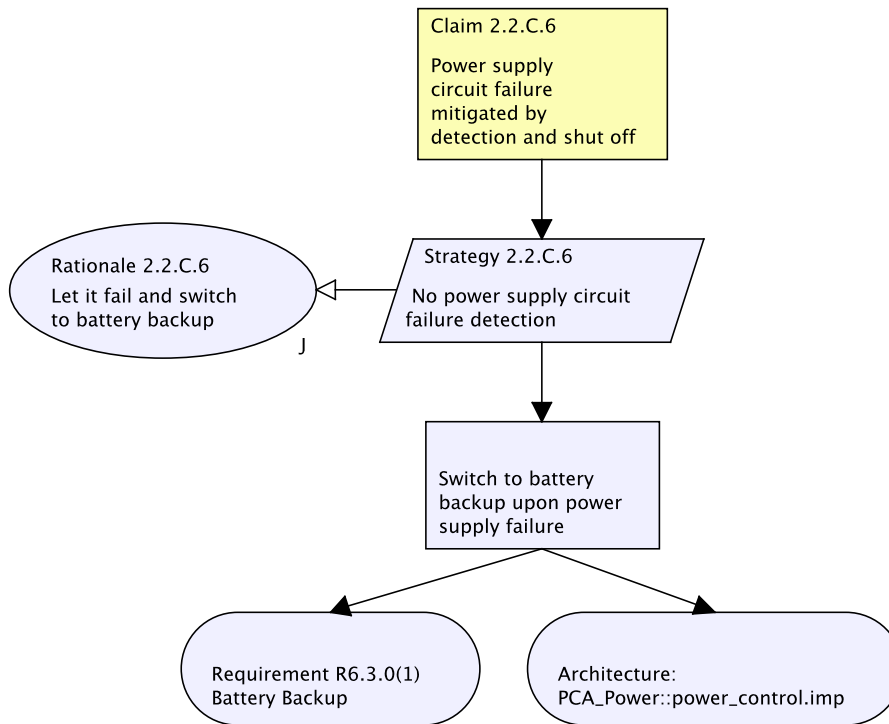 Claim 2.2.C.6
Power supply
circuit failure
mitigated by
detection and shut off
Strategy 2.2.C.6
No power supply circuit
failure detection
Rationale 2.2.C.6
Let it fail and switch
to battery backup
J
Switch to battery
backup upon power
supply failure
Requirement R6.3.0(1)
Battery Backup
Architecture:
PCA_Power::power_control.imp